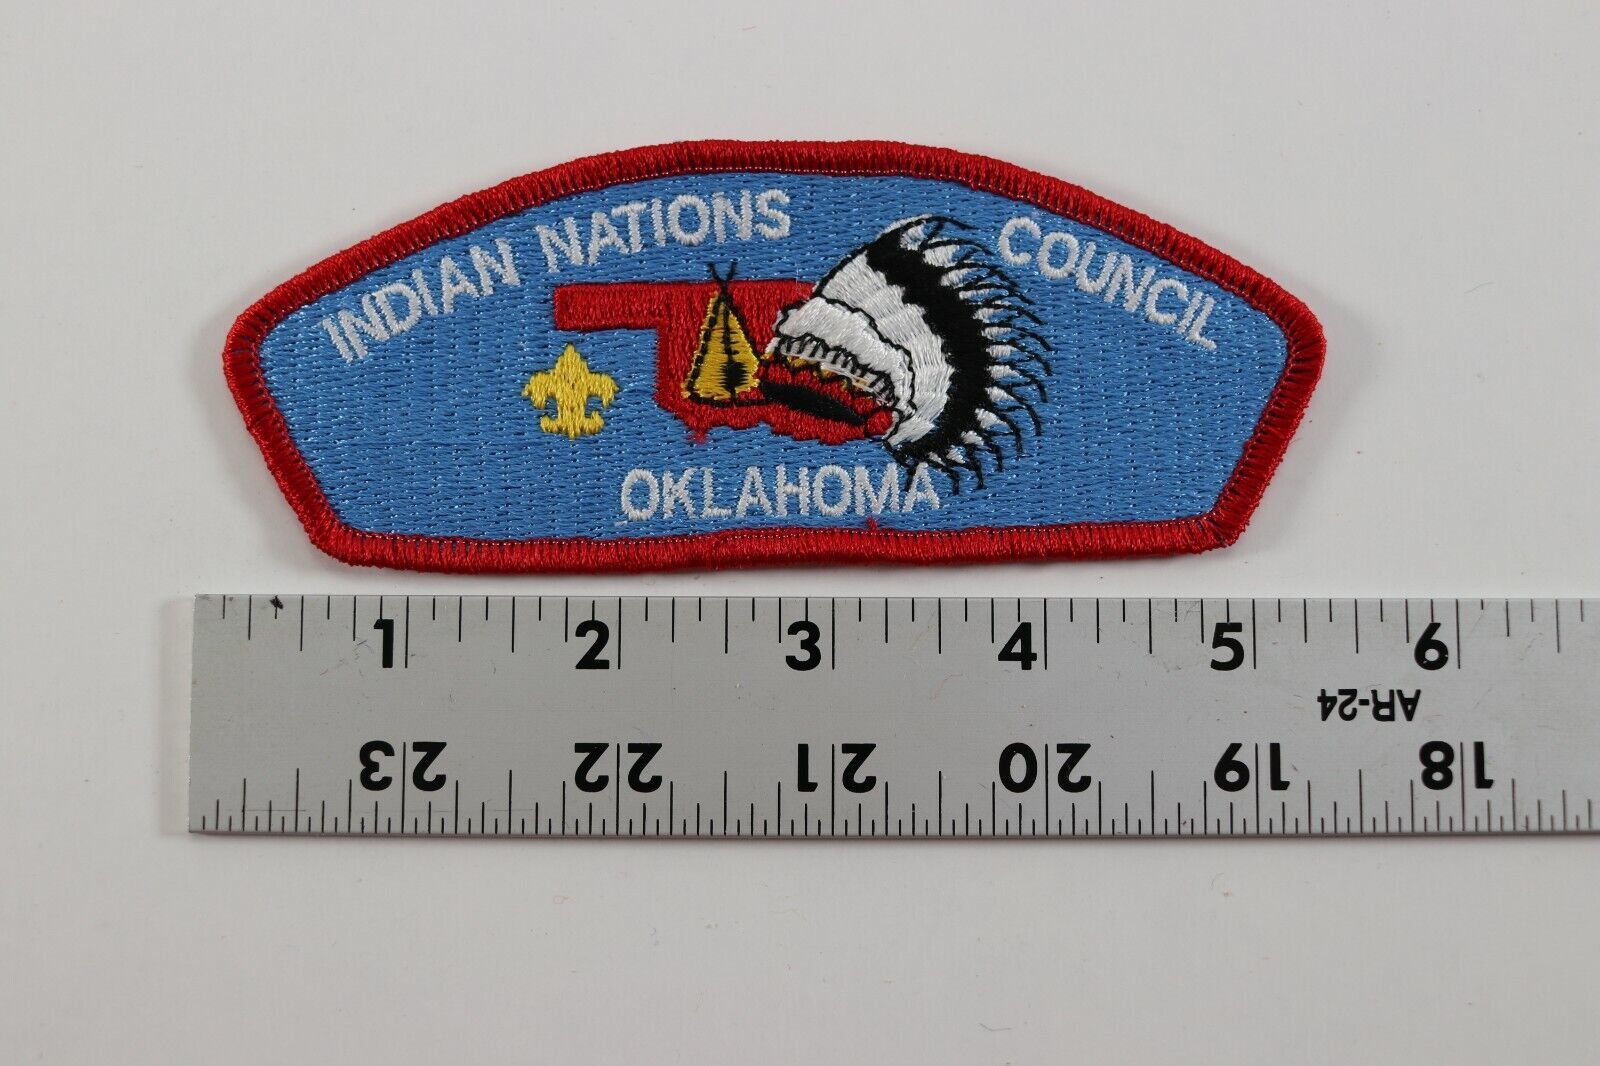 INDIAN NATIONS COUNCIL
OKLAHOMA
1 2 3 4 5 6
AR-24
23 22 21 20 19 18